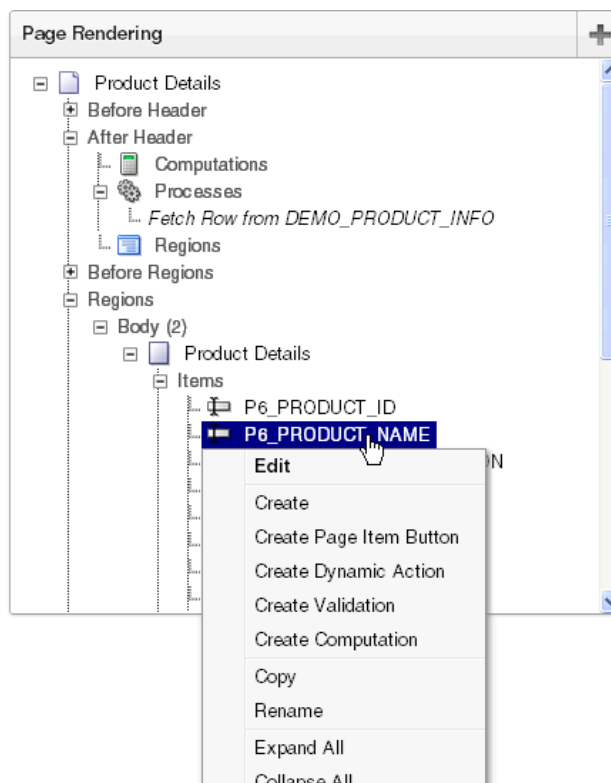 Page Rendering
Product Details
Before Header
After Header
Computations
Processes
Fetch Row from DEMO_PRODUCT_INFO
Regions
Before Regions
Regions
Body (2)
Product Details
Items
P6_PRODUCT_ID
P6_PRODUCT_NAME
Edit
Create
Create Page Item Button
Create Dynamic Action
Create Validation
Create Computation
Copy
Rename
Expand All
Collapse All